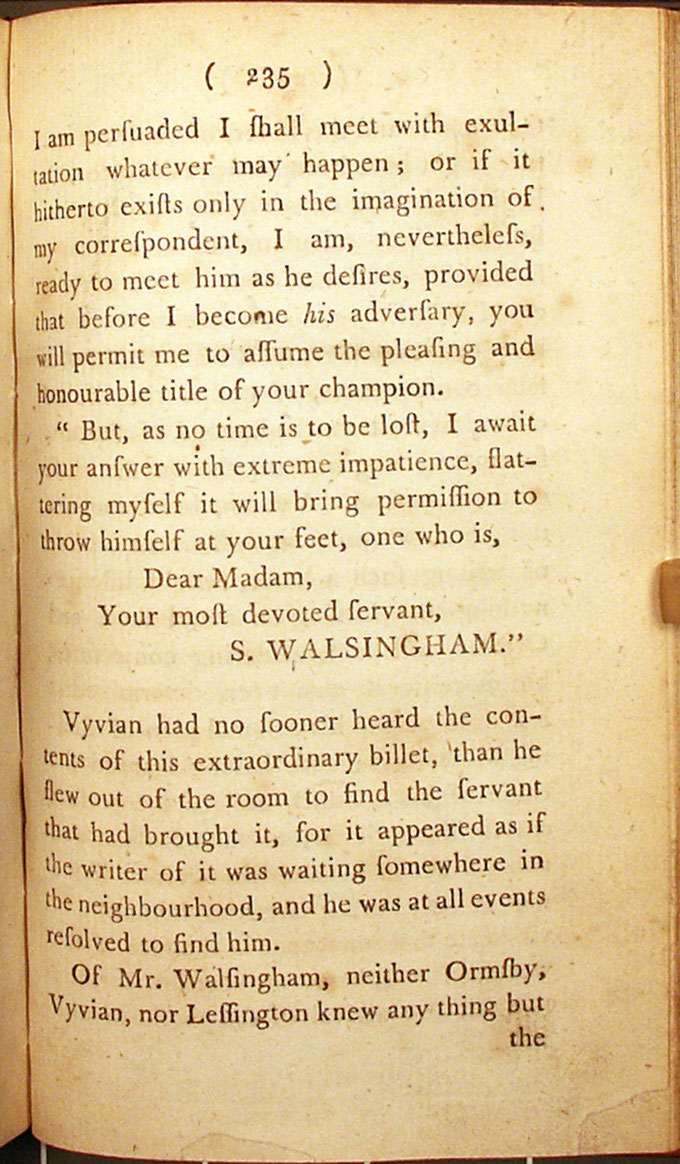 ( 235 )
I am perſuaded I ſhall meet with exul-
tation whatever may happen ; or if it
hitherto exiſts only in the imagination of
my correſpondent, I am, nevertheleſs,
ready to meet him as he deſires, provided
that before I become his adverſary, you
will permit me to aſſume the pleaſing and
honourable title of your champion.
“ But, as no time is to be loſt, I await
your anſwer with extreme impatience, flat-
tering myſelf it will bring permiſſion to
throw himſelf at your feet, one who is,
Dear Madam,
Your moſt devoted ſervant,
S. WALSINGHAM.”
Vyvian had no ſooner heard the con-
tents of this extraordinary billet, than he
flew out of the room to find the ſervant
that had brought it, for it appeared as if
the writer of it was waiting ſomewhere in
the neighbourhood, and he was at all events
reſolved to find him.
Of Mr. Walſingham, neither Ormſby,
Vyvian, nor Leſſington knew any thing but
the